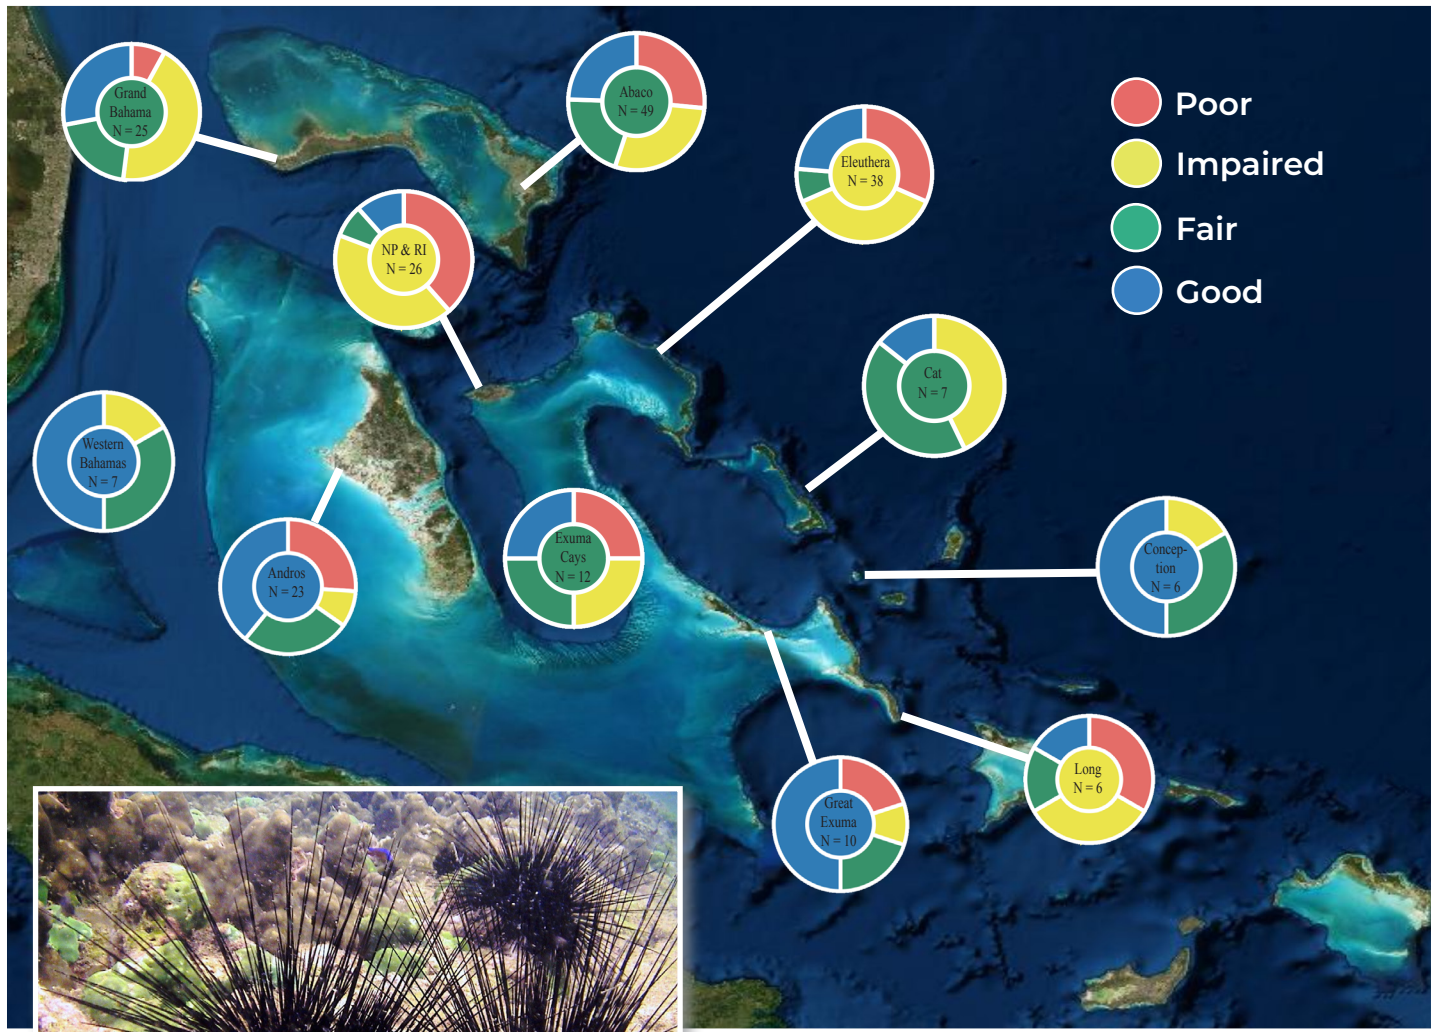 Grand
Bahama
N = 25
Abaco
N = 49
Eleuthera
N = 38
NP & RI
N = 26
Cat
N = 7
Western
Bahamas
N = 7
Andros
N = 23
Exuma
Cays
N = 12
Concep-
tion
N = 6
Great
Exuma
N = 10
Long
N = 6
Poor
Impaired
Fair
Good